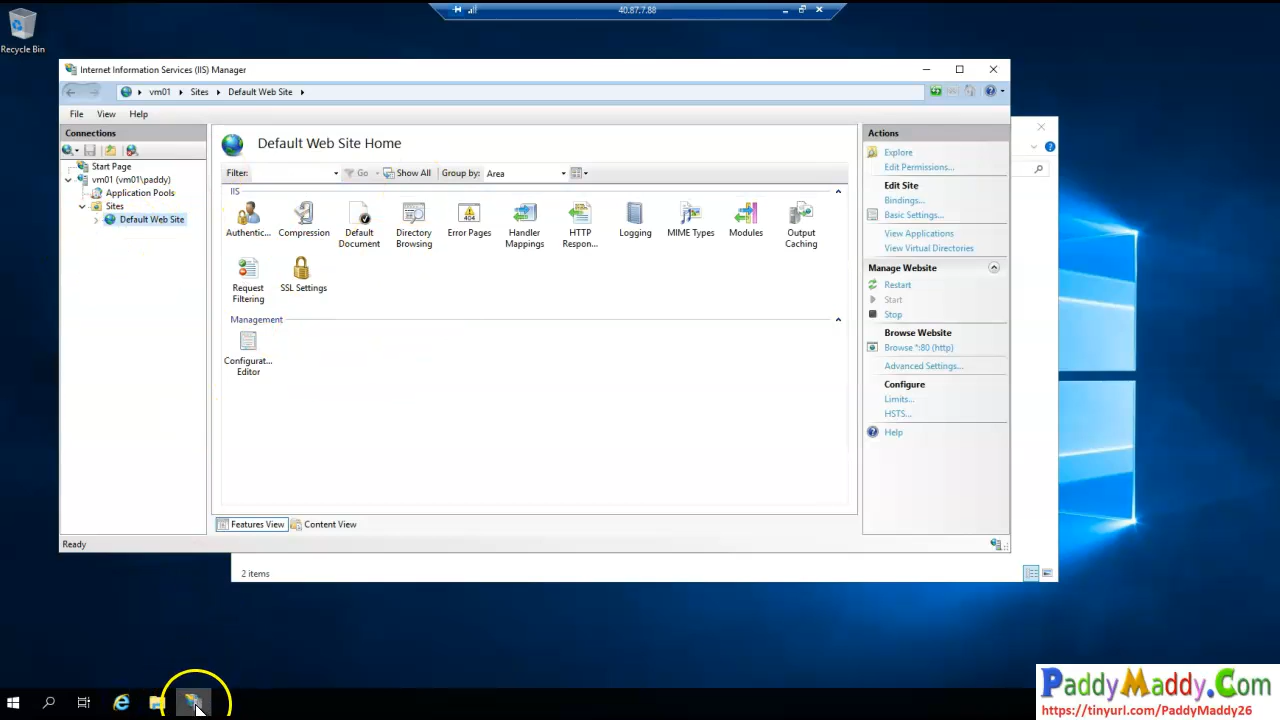 40.87.7.88
Recycle Bin
Internet Information Services (IIS) Manager
vm01 Sites Default Web Site
File View Help
Connections
Start Page
vm01 (vm01\paddy)
Application Pools
Sites
Default Web Site
Default Web Site Home
Filter: Go Show All Group by: Area
IIS
Authentic...
Compression
Default
Document
Directory
Browsing
Error Pages
Handler
Mappings
HTTP
Respon...
Logging
MIME Types
Modules
Output
Caching
Request
Filtering
SSL Settings
Management
Configurat...
Editor
Features View Content View
Ready
Actions
Explore
Edit Permissions...
Edit Site
Bindings...
Basic Settings...
View Applications
View Virtual Directories
Manage Website
Restart
Start
Stop
Browse Website
Browse *:80 (http)
Advanced Settings...
Configure
Limits...
HSTS...
Help
2 items
PaddyMaddy.Com
https://tinyurl.com/PaddyMaddy26